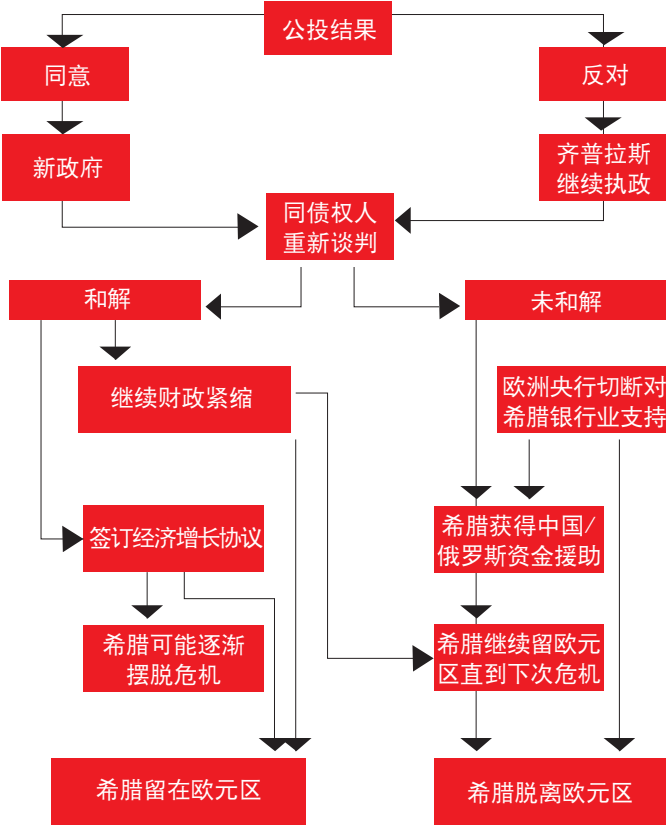 公投结果
同意
反对
新政府
齐普拉斯
继续执政
同债权人
重新谈判
和解
未和解
继续财政紧缩
欧洲央行切断对
希腊银行业支持
签订经济增长协议
希腊获得中国/
俄罗斯资金援助
希腊可能逐渐
摆脱危机
希腊继续留欧元
区直到下次危机
希腊留在欧元区
希腊脱离欧元区